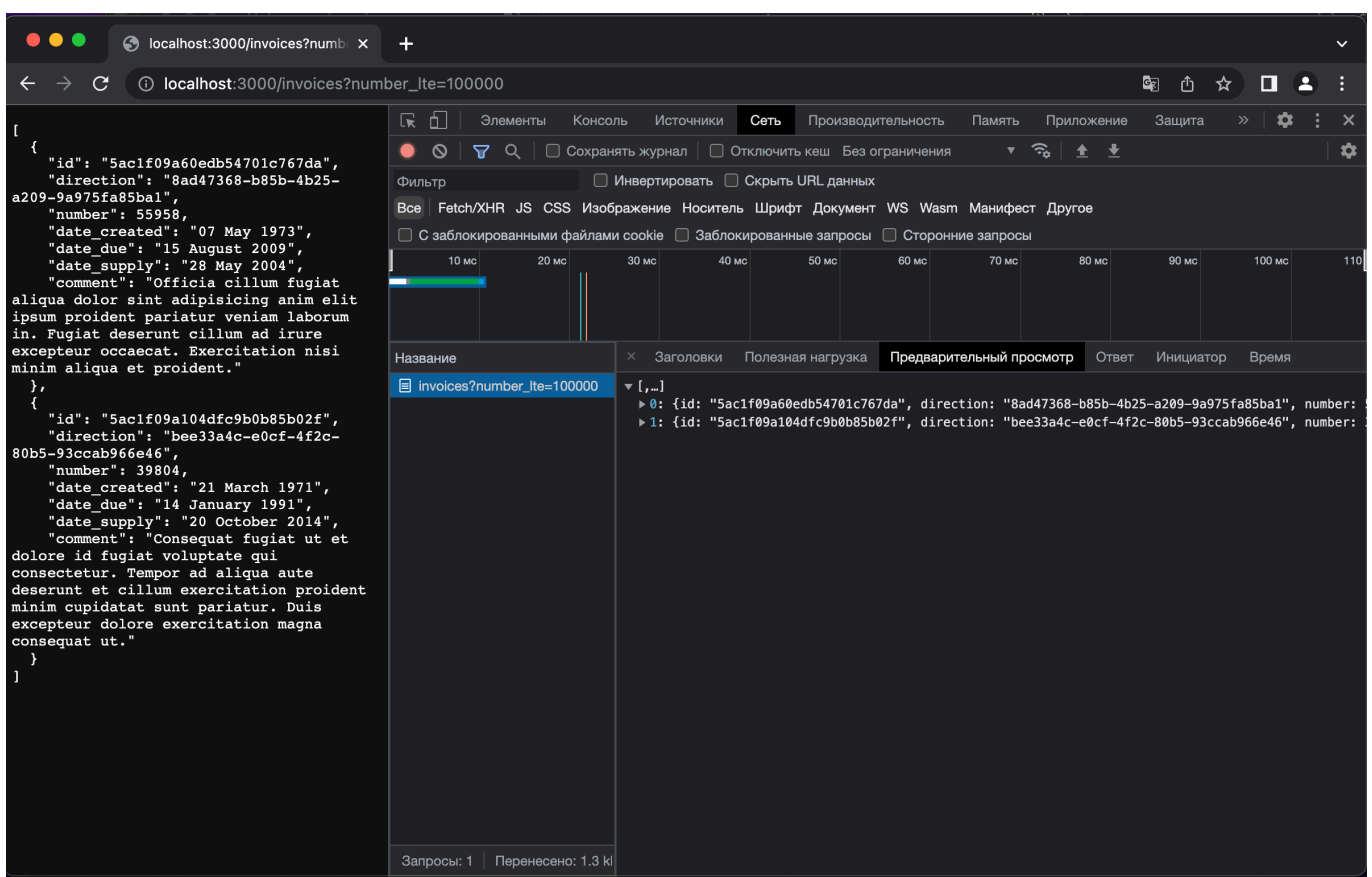 localhost:3000/invoices?numb
localhost:3000/invoices?number_lte=100000
[
{
"id": "5ac1f09a60edb54701c767da",
"direction": "8ad47368-b85b-4b25-
a209-9a975fa85ba1",
"number": 55958,
"date_created": "07 May 1973",
"date_due": "15 August 2009",
"date_supply": "28 May 2004",
"comment": "Officia cillum fugiat
aliqua dolor sint adipisicing anim elit
ipsum proident pariatur veniam laborum
in. Fugiat deserunt cillum ad irure
excepteur occaecat. Exercitation nisi
minim aliqua et proident."
},
{
"id": "5ac1f09a104dfc9b0b85b02f",
"direction": "bee33a4c-e0cf-4f2c-
80b5-93ccab966e46",
"number": 39804,
"date_created": "21 March 1971",
"date_due": "14 January 1991",
"date_supply": "20 October 2014",
"comment": "Consequat fugiat ut et
dolore id fugiat voluptate qui
consectetur. Tempor ad aliqua aute
deserunt et cillum exercitation proident
minim cupidatat sunt pariatur. Duis
excepteur dolore exercitation magna
consequat ut."
}
]
Элементы Консоль Источники Сеть Производительность Память Приложение Защита »
Сохранять журнал Отключить кеш Без ограничения
Фильтр Инвертировать Скрыть URL данных
Все Fetch/XHR JS CSS Изображение Носитель Шрифт Документ WS Wasm Манифест Другое
С заблокированными файлами cookie Заблокированные запросы Сторонние запросы
10 мс 20 мс 30 мс 40 мс 50 мс 60 мс 70 мс 80 мс 90 мс 100 мс 110
Название
invoices?number_lte=100000
Запросы: 1 Перенесено: 1.3 
× Заголовки Полезная нагрузка Предварительный просмотр Ответ Инициатор Время
[,…]
0: {id: "5ac1f09a60edb54701c767da", direction: "8ad47368-b85b-4b25-a209-9a975fa85ba1", number:
1: {id: "5ac1f09a104dfc9b0b85b02f", direction: "bee33a4c-e0cf-4f2c-80b5-93ccab966e46", number: